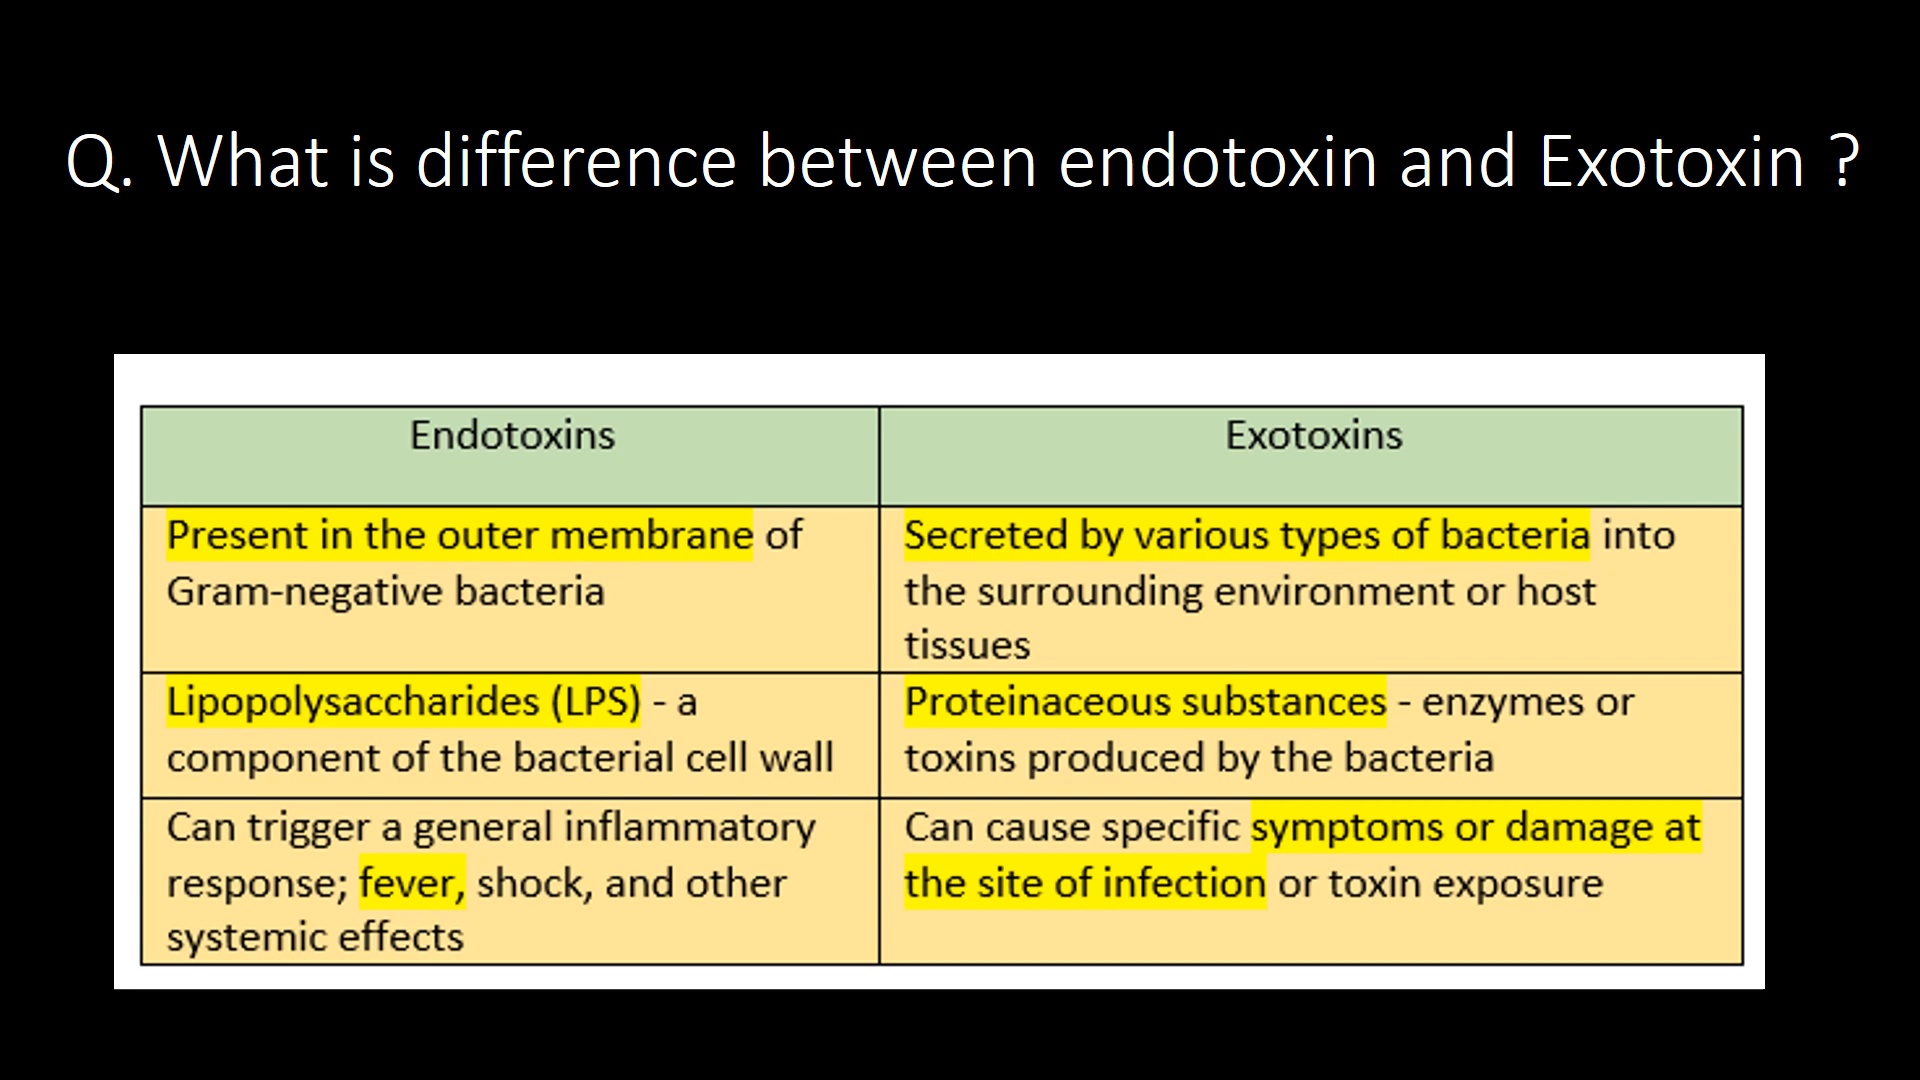 Q. What is difference between endotoxin and Exotoxin ?
Endotoxins
Exotoxins
Present in the outer membrane of
Gram-negative bacteria
Secreted by various types of bacteria into
the surrounding environment or host
tissues
Lipopolysaccharides (LPS) - a
component of the bacterial cell wall
Proteinaceous substances - enzymes or
toxins produced by the bacteria
Can trigger a general inflammatory
response; fever, shock, and other
systemic effects
Can cause specific symptoms or damage at
the site of infection or toxin exposure